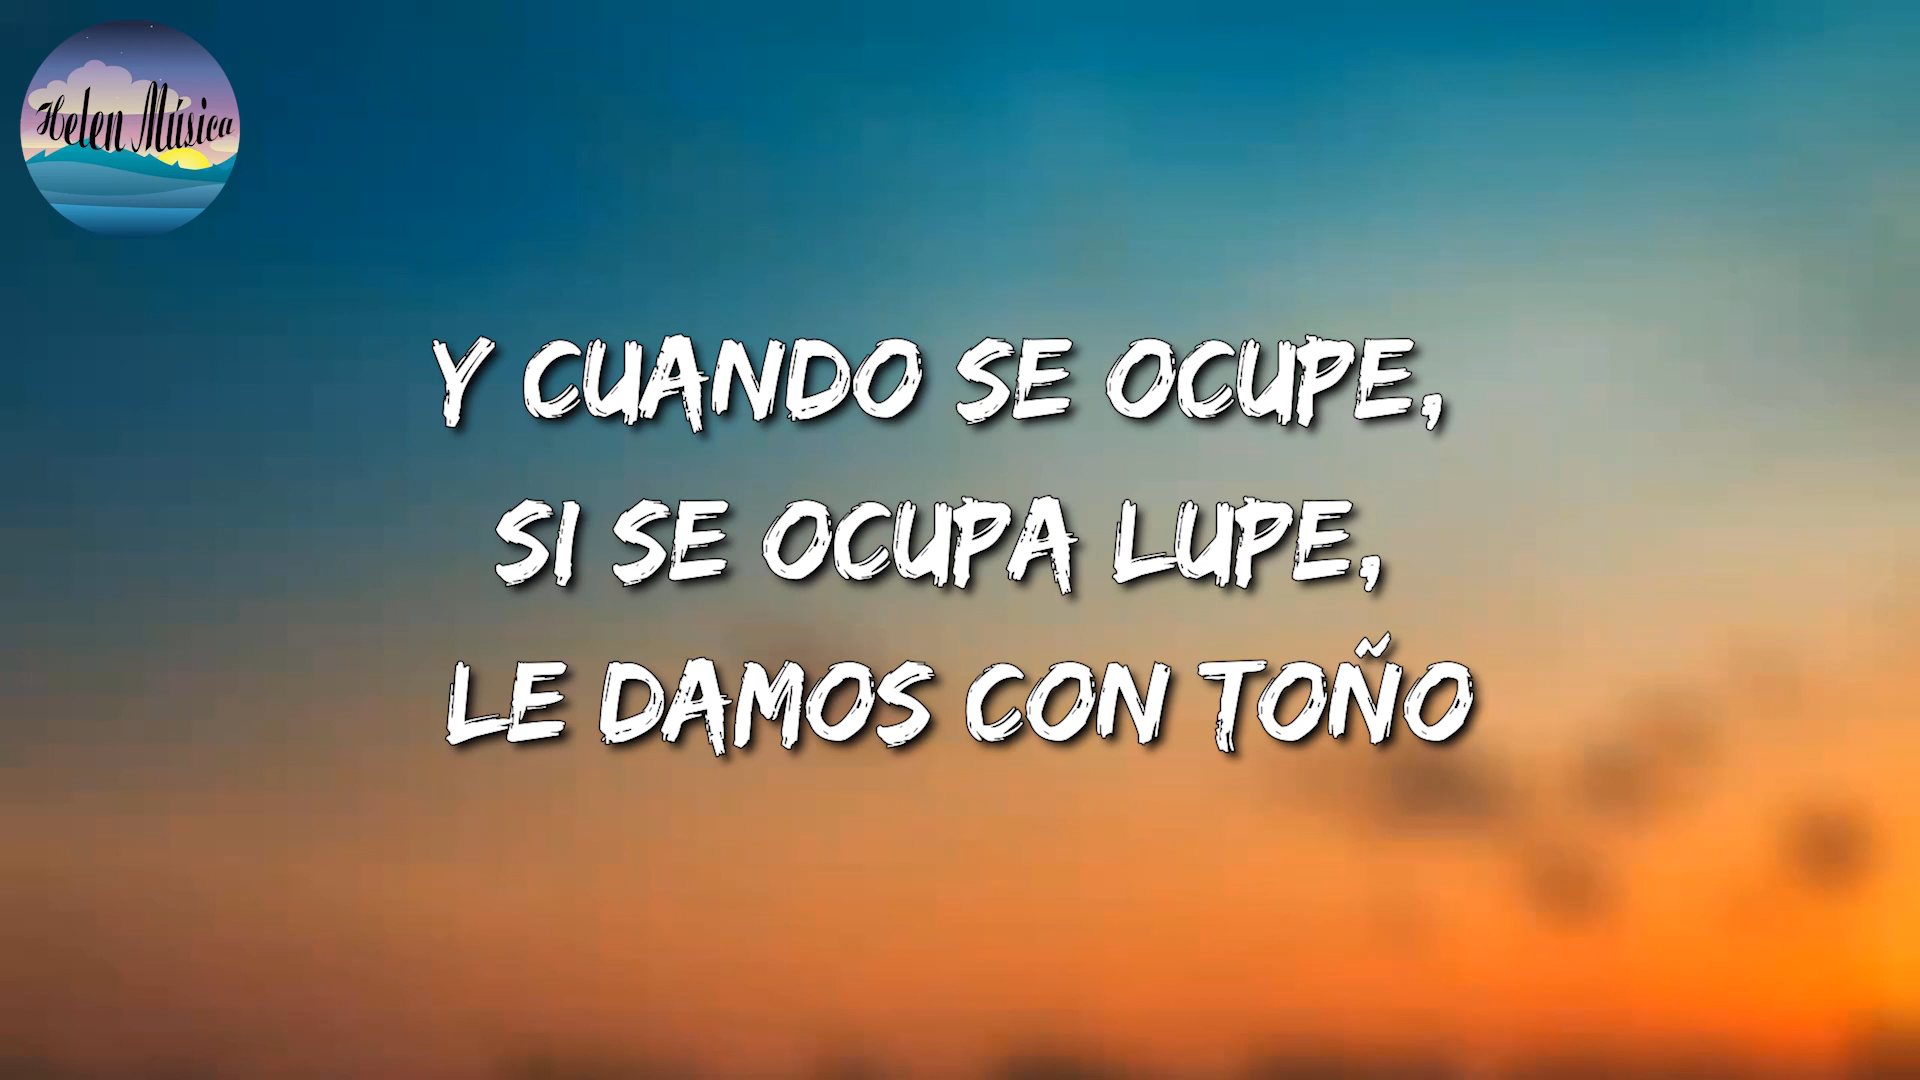 Helen Música
Y CUANDO SE OCUPE,
SI SE OCUPA LUPE,
LE DAMOS CON TOÑO